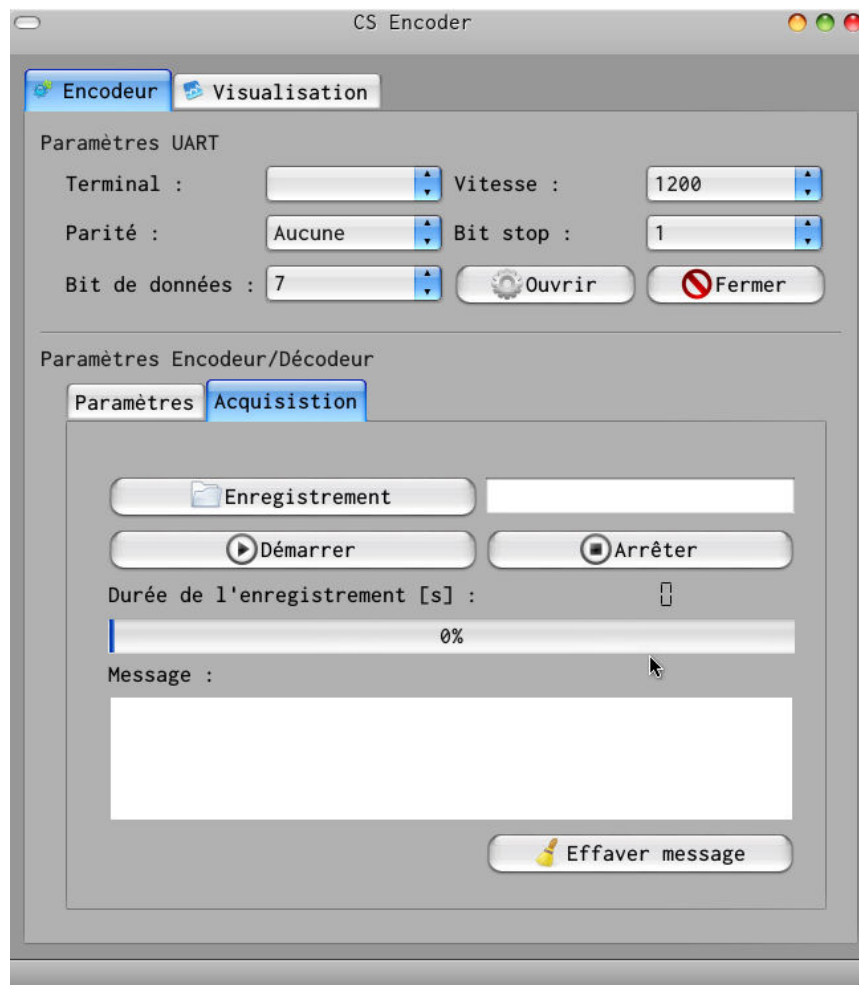 CS Encoder
Encodeur Visualisation
Paramètres UART
Terminal : Vitesse : 1200
Parité : Aucune Bit stop : 1
Bit de données : 7 Ouvrir Fermer
Paramètres Encodeur/Décodeur
Paramètres Acquisistion
Enregistrement
Démarrer Arrêter
Durée de l'enregistrement [s] : 0
0%
Message :
Effaver message